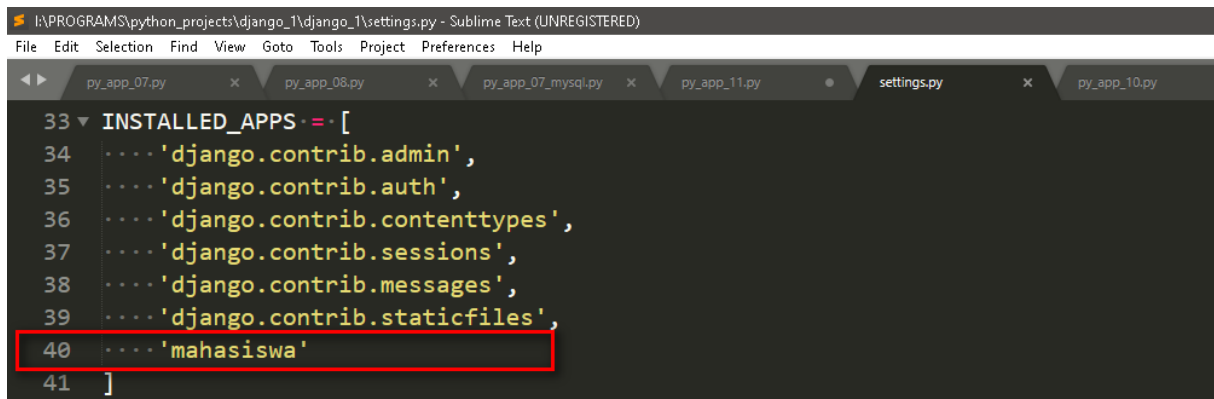 I:\PROGRAMS\python_projects\django_1\django_1\settings.py - Sublime Text (UNREGISTERED)
File Edit Selection Find View Goto Tools Project Preferences Help
py_app_07.py × py_app_08.py × py_app_07_mysql.py × py_app_11.py settings.py × py_app_10.py
33 INSTALLED_APPS = [
34     'django.contrib.admin',
35     'django.contrib.auth',
36     'django.contrib.contenttypes',
37     'django.contrib.sessions',
38     'django.contrib.messages',
39     'django.contrib.staticfiles',
40     'mahasiswa'
41 ]